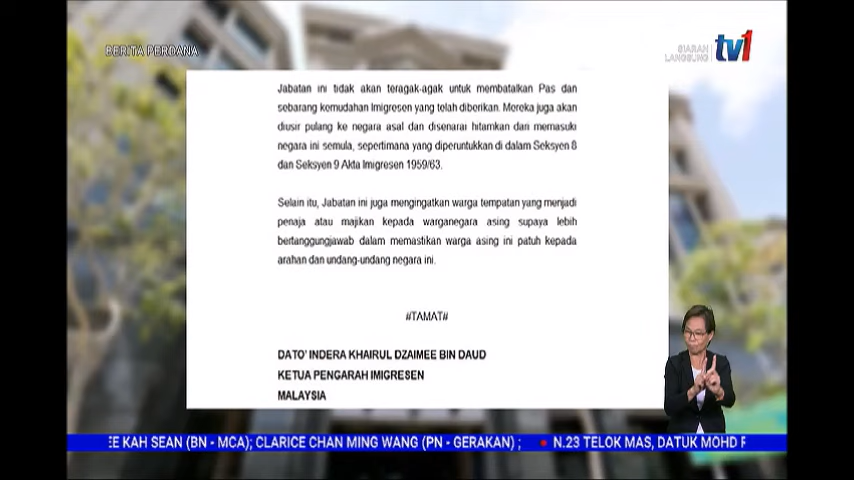 BERITA PERDANA
SIARAN
LANGSUNG
tv1
Jabatan ini tidak akan teragak-agak untuk membatalkan Pas dan
sebarang kemudahan Imigresen yang telah diberikan. Mereka juga akan
diusir pulang ke negara asal dan disenarai hitamkan dari memasuki
negara ini semula, sepertimana yang diperuntukkan di dalam Seksyen 8
dan Seksyen 9 Akta Imigresen 1959/63.
Selain itu, Jabatan ini juga mengingatkan warga tempatan yang menjadi
penaja atau majikan kepada warganegara asing supaya lebih
bertanggungjawab dalam memastikan warga asing ini patuh kepada
arahan dan undang-undang negara ini.
#TAMAT#
DATO' INDERA KHAIRUL DZAIMEE BIN DAUD
KETUA PENGARAH IMIGRESEN
MALAYSIA
EE KAH SEAN (BN - MCA); CLARICE CHAN MING WANG (PN - GERAKAN) ; • N.23 TELOK MAS, DATUK MOHD